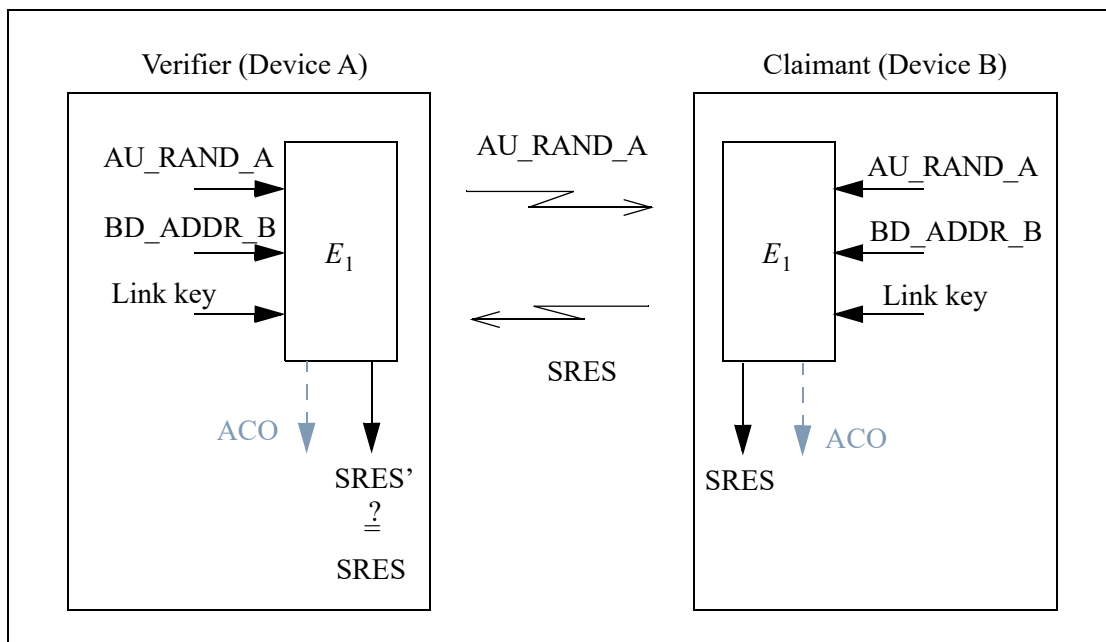 Verifier (Device A)
AU_RAND_A
BD_ADDR_B
Link key
E1
ACO
SRES’
?
=
SRES
AU_RAND_A
SRES
Claimant (Device B)
AU_RAND_A
BD_ADDR_B
Link key
E1
SRES
ACO